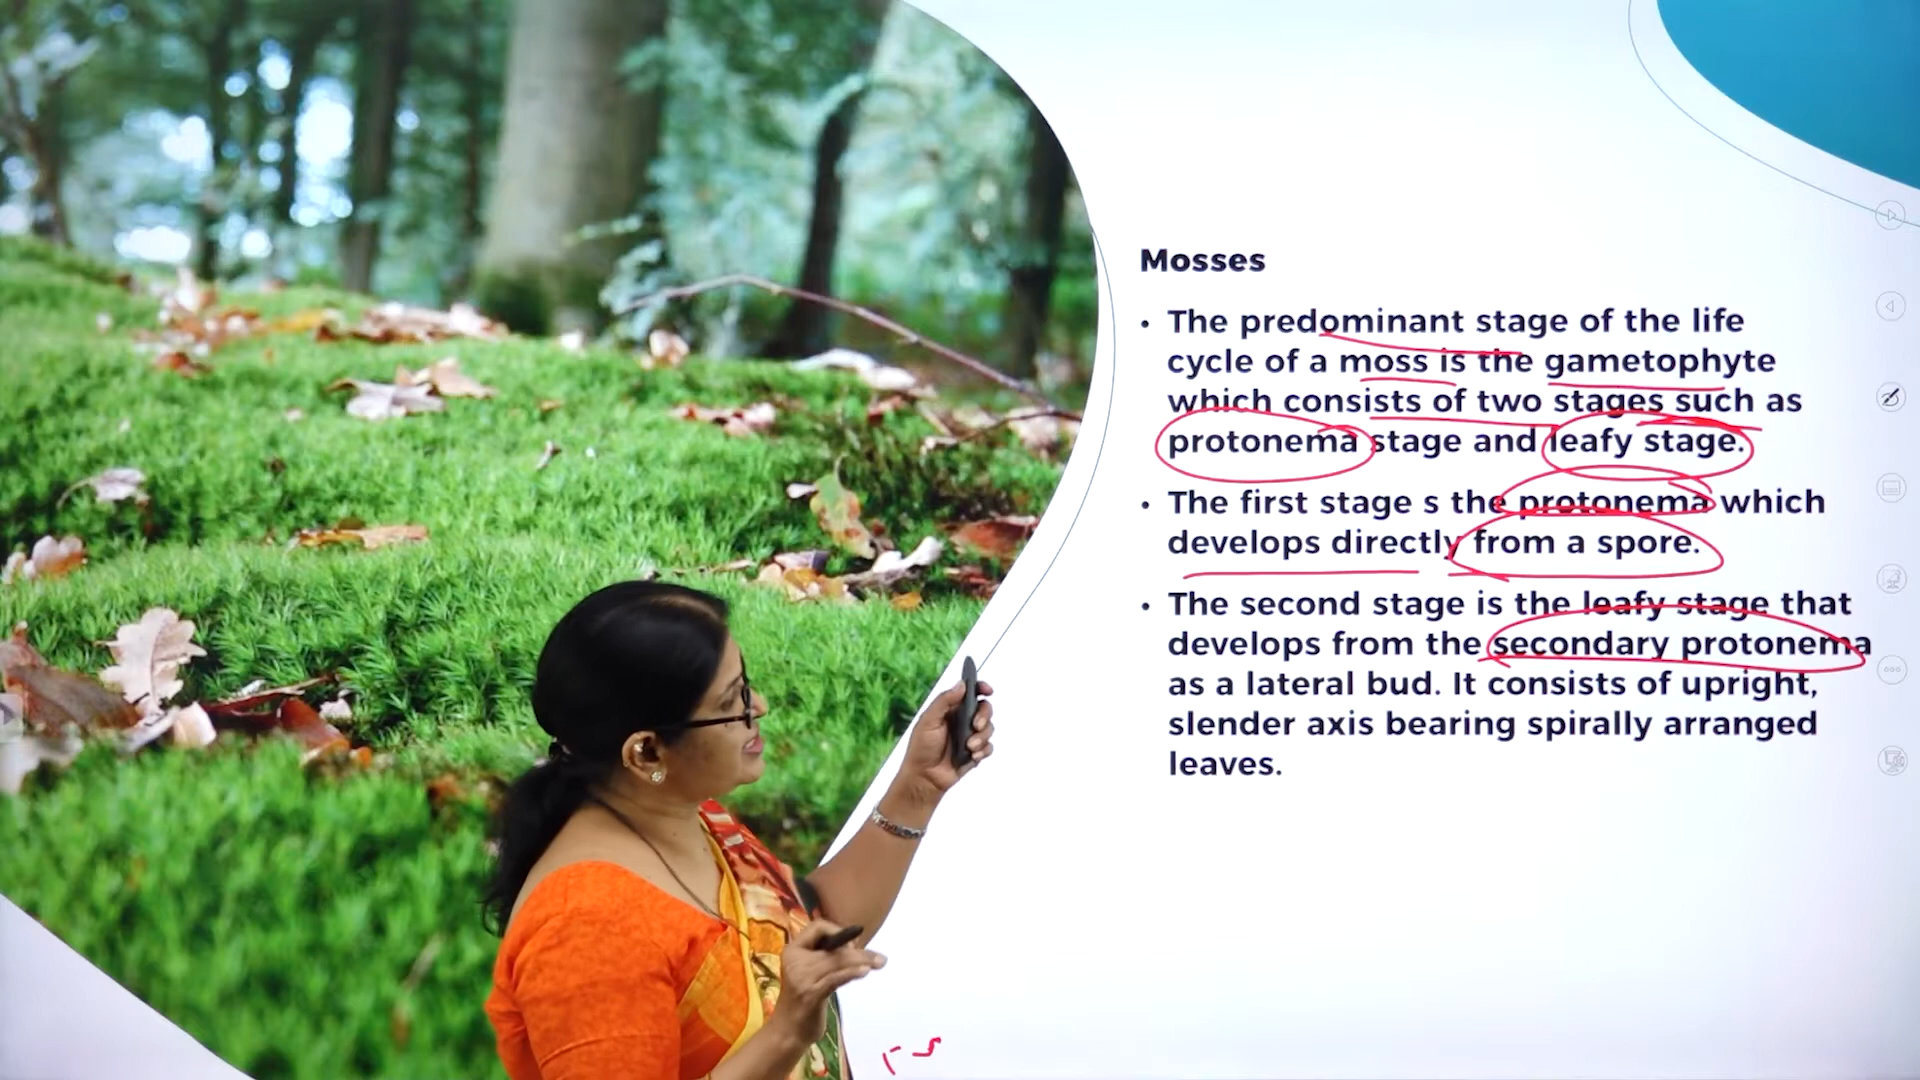 Mosses
• The predominant stage of the life
cycle of a moss is the gametophyte
which consists of two stages such as
protonema stage and leafy stage.
• The first stage s the protonema which
develops directly from a spore.
• The second stage is the leafy stage that
develops from the secondary protonema
as a lateral bud. It consists of upright,
slender axis bearing spirally arranged
leaves.